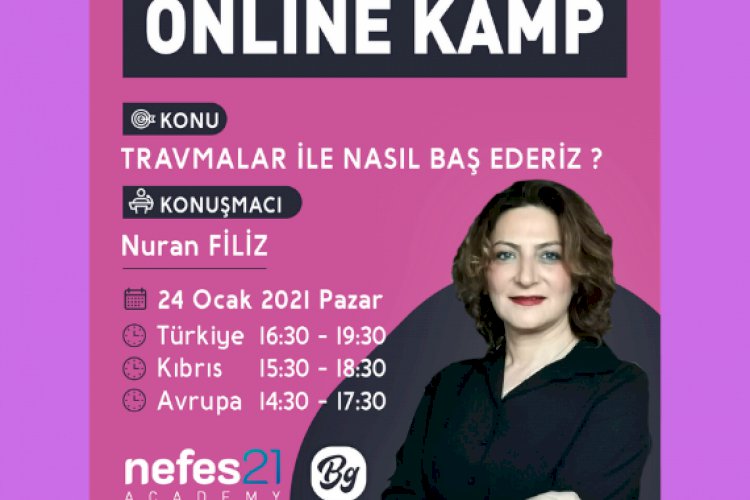 ONLINE KAMP
KONU
TRAVMALAR İLE NASIL BAŞ EDERİZ ?
KONUŞMACI
Nuran FİLİZ
24 Ocak 2021 Pazar
Türkiye 16:30 - 19:30
Kıbrıs 15:30 - 18:30
Avrupa 14:30 - 17:30
nefes21
ACADEMY
Bg